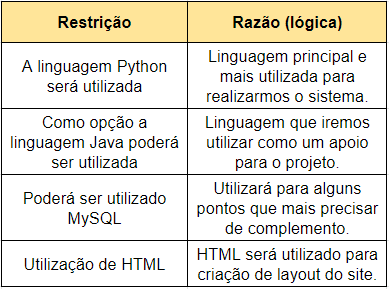 Restrição
Razão (lógica)
A linguagem Python
será utilizada
Linguagem principal e
mais utilizada para
realizarmos o sistema.
Como opção a
linguagem Java poderá
ser utilizada
Linguagem que iremos
utilizar como um apoio
para o projeto.
Poderá ser utilizado
MySQL
Utilizará para alguns
pontos que mais precisar
de complemento.
Utilização de HTML
HTML será utilizado para
criação de layout do site.